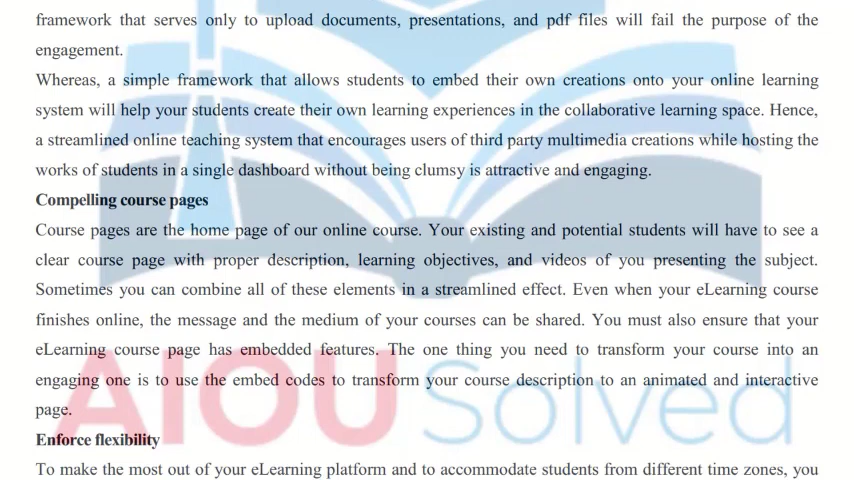 framework that serves only to upload documents, presentations, and pdf files will fail the purpose of the
engagement.
Whereas, a simple framework that allows students to embed their own creations onto your online learning
system will help your students create their own learning experiences in the collaborative learning space. Hence,
a streamlined online teaching system that encourages users of third party multimedia creations while hosting the
works of students in a single dashboard without being clumsy is attractive and engaging.
Compelling course pages
Course pages are the home page of our online course. Your existing and potential students will have to see a
clear course page with proper description, learning objectives, and videos of you presenting the subject.
Sometimes you can combine all of these elements in a streamlined effect. Even when your eLearning course
finishes online, the message and the medium of your courses can be shared. You must also ensure that your
eLearning course page has embedded features. The one thing you need to transform your course into an
engaging one is to use the embed codes to transform your course description to an animated and interactive
page.
AIOU Solved
Enforce flexibility
To make the most out of your eLearning platform and to accommodate students from different time zones, you